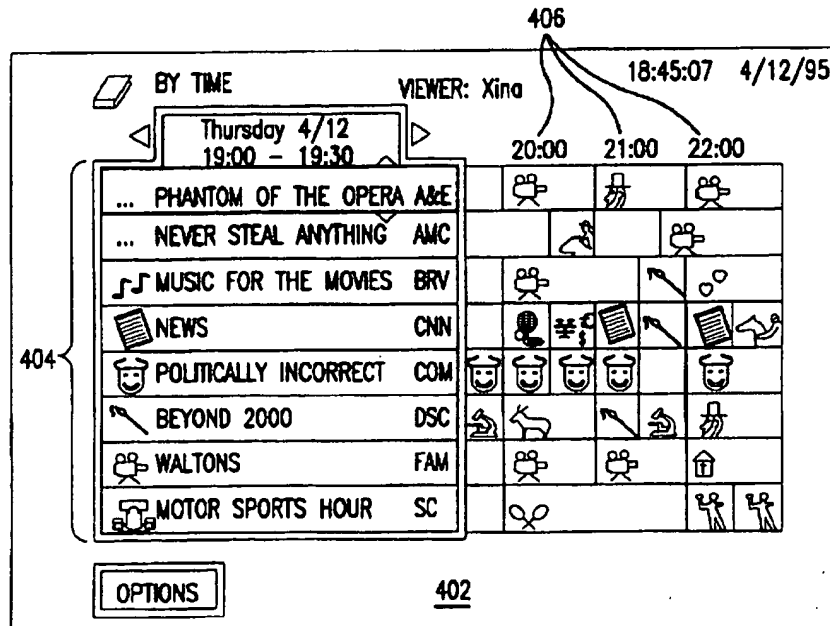 406
BY TIME
VIEWER: Xina
18:45:07 4/12/95
Thursday 4/12
19:00 - 19:30
20:00 21:00 22:00
... PHANTOM OF THE OPERA A&E
... NEVER STEAL ANYTHING AMC
MUSIC FOR THE MOVIES BRV
NEWS CNN
404
POLITICALLY INCORRECT COM
BEYOND 2000 DSC
WALTONS FAM
MOTOR SPORTS HOUR SC
OPTIONS
402